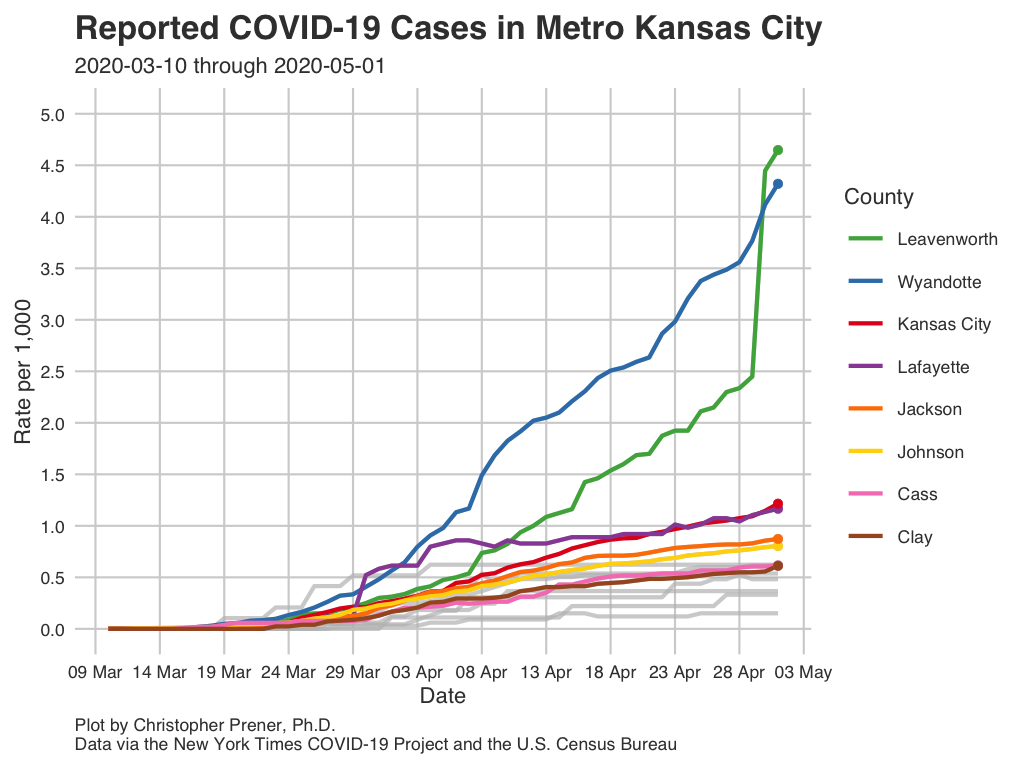 Reported COVID-19 Cases in Metro Kansas City
2020-03-10 through 2020-05-01
5.0
4.5
4.0
3.5
3.0
2.5
2.0
1.5
1.0
0.5
0.0
Rate per 1,000
09 Mar 14 Mar 19 Mar 24 Mar 29 Mar 03 Apr 08 Apr 13 Apr 18 Apr 23 Apr 28 Apr 03 May
Date
County
Leavenworth
Wyandotte
Kansas City
Lafayette
Jackson
Johnson
Cass
Clay
Plot by Christopher Prener, Ph.D.
Data via the New York Times COVID-19 Project and the U.S. Census Bureau